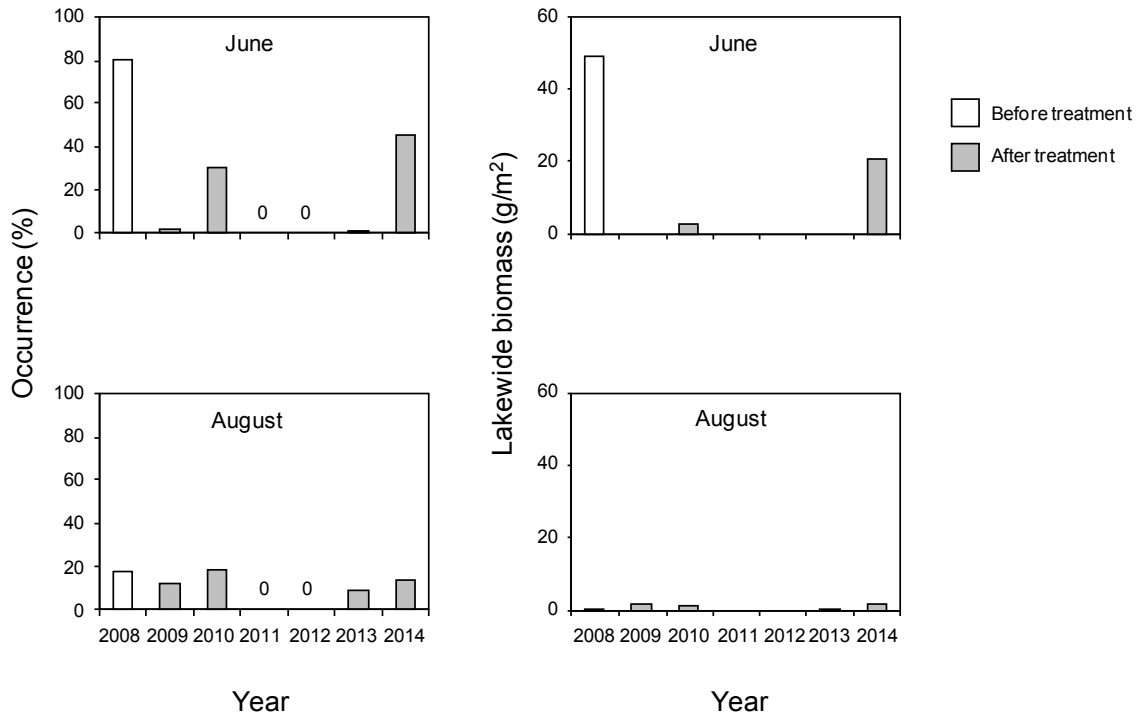 Occurrence (%)
100
80
60
40
20
0
June
0 0
100
80
60
40
20
0
August
0 0
2008 2009 2010 2011 2012 2013 2014
Year
Lakewide biomass (g/m²)
60
40
20
0
June
60
40
20
0
August
2008 2009 2010 2011 2012 2013 2014
Year
Before treatment
After treatment